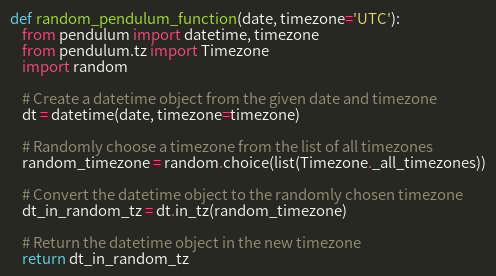 def random_pendulum_function(date, timezone='UTC'):
    from pendulum import datetime, timezone
    from pendulum.tz import Timezone
    import random

    # Create a datetime object from the given date and timezone
    dt = datetime(date, timezone=timezone)

    # Randomly choose a timezone from the list of all timezones
    random_timezone = random.choice(list(Timezone._all_timezones))

    # Convert the datetime object to the randomly chosen timezone
    dt_in_random_tz = dt.in_tz(random_timezone)

    # Return the datetime object in the new timezone
    return dt_in_random_tz